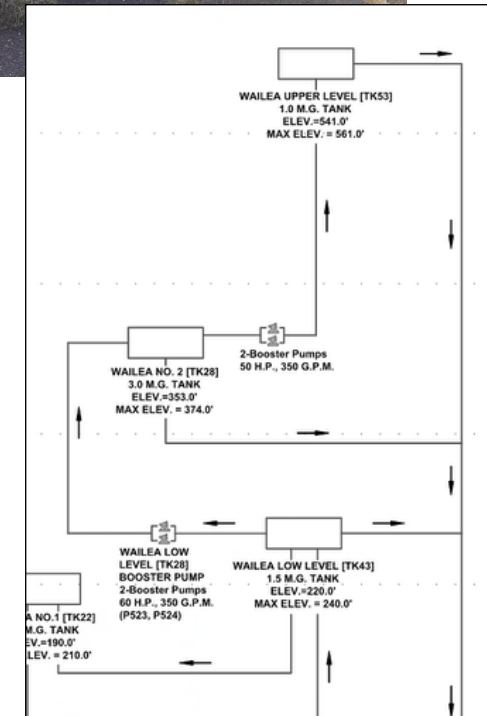 WAILEA UPPER LEVEL [TK53]
1.0 M.G. TANK
ELEV.=541.0'
MAX ELEV. = 561.0'
2-Booster Pumps
50 H.P., 350 G.P.M.
WAILEA NO. 2 [TK28]
3.0 M.G. TANK
ELEV.=353.0'
MAX ELEV. = 374.0'
WAILEA LOW
LEVEL [TK28]
BOOSTER PUMP
2-Booster Pumps
60 H.P., 350 G.P.M.
(P523, P524)
WAILEA LOW LEVEL [TK43]
1.5 M.G. TANK
ELEV.=220.0'
MAX ELEV. = 240.0'
A NO.1 [TK22]
M.G. TANK
EV.=190.0'
LEV. = 210.0'